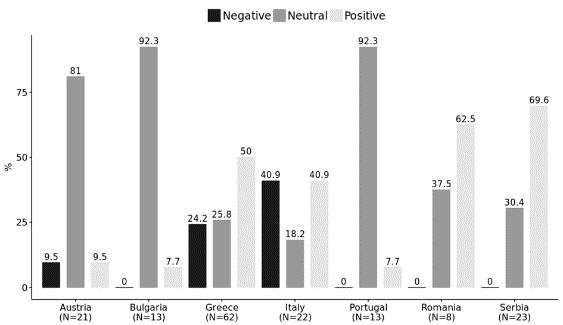 Negative Neutral Positive
%
75
50
25
0
9.5 81 9.5
0 92.3 7.7
24.2 25.8 50
40.9 18.2 40.9
0 92.3 7.7
0 37.5 62.5
0 30.4 69.6
Austria Bulgaria Greece Italy Portugal Romania Serbia
(N=21) (N=13) (N=62) (N=22) (N=13) (N=8) (N=23)